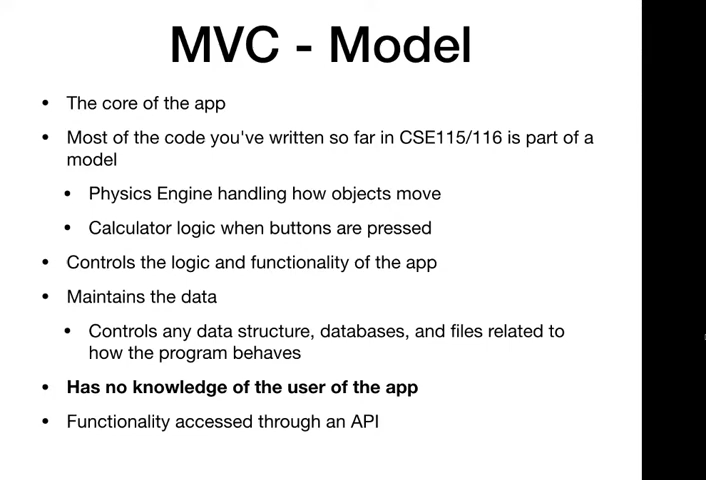 MVC - Model
• The core of the app
• Most of the code you've written so far in CSE115/116 is part of a
model
• Physics Engine handling how objects move
• Calculator logic when buttons are pressed
• Controls the logic and functionality of the app
• Maintains the data
• Controls any data structure, databases, and files related to
how the program behaves
• Has no knowledge of the user of the app
• Functionality accessed through an API